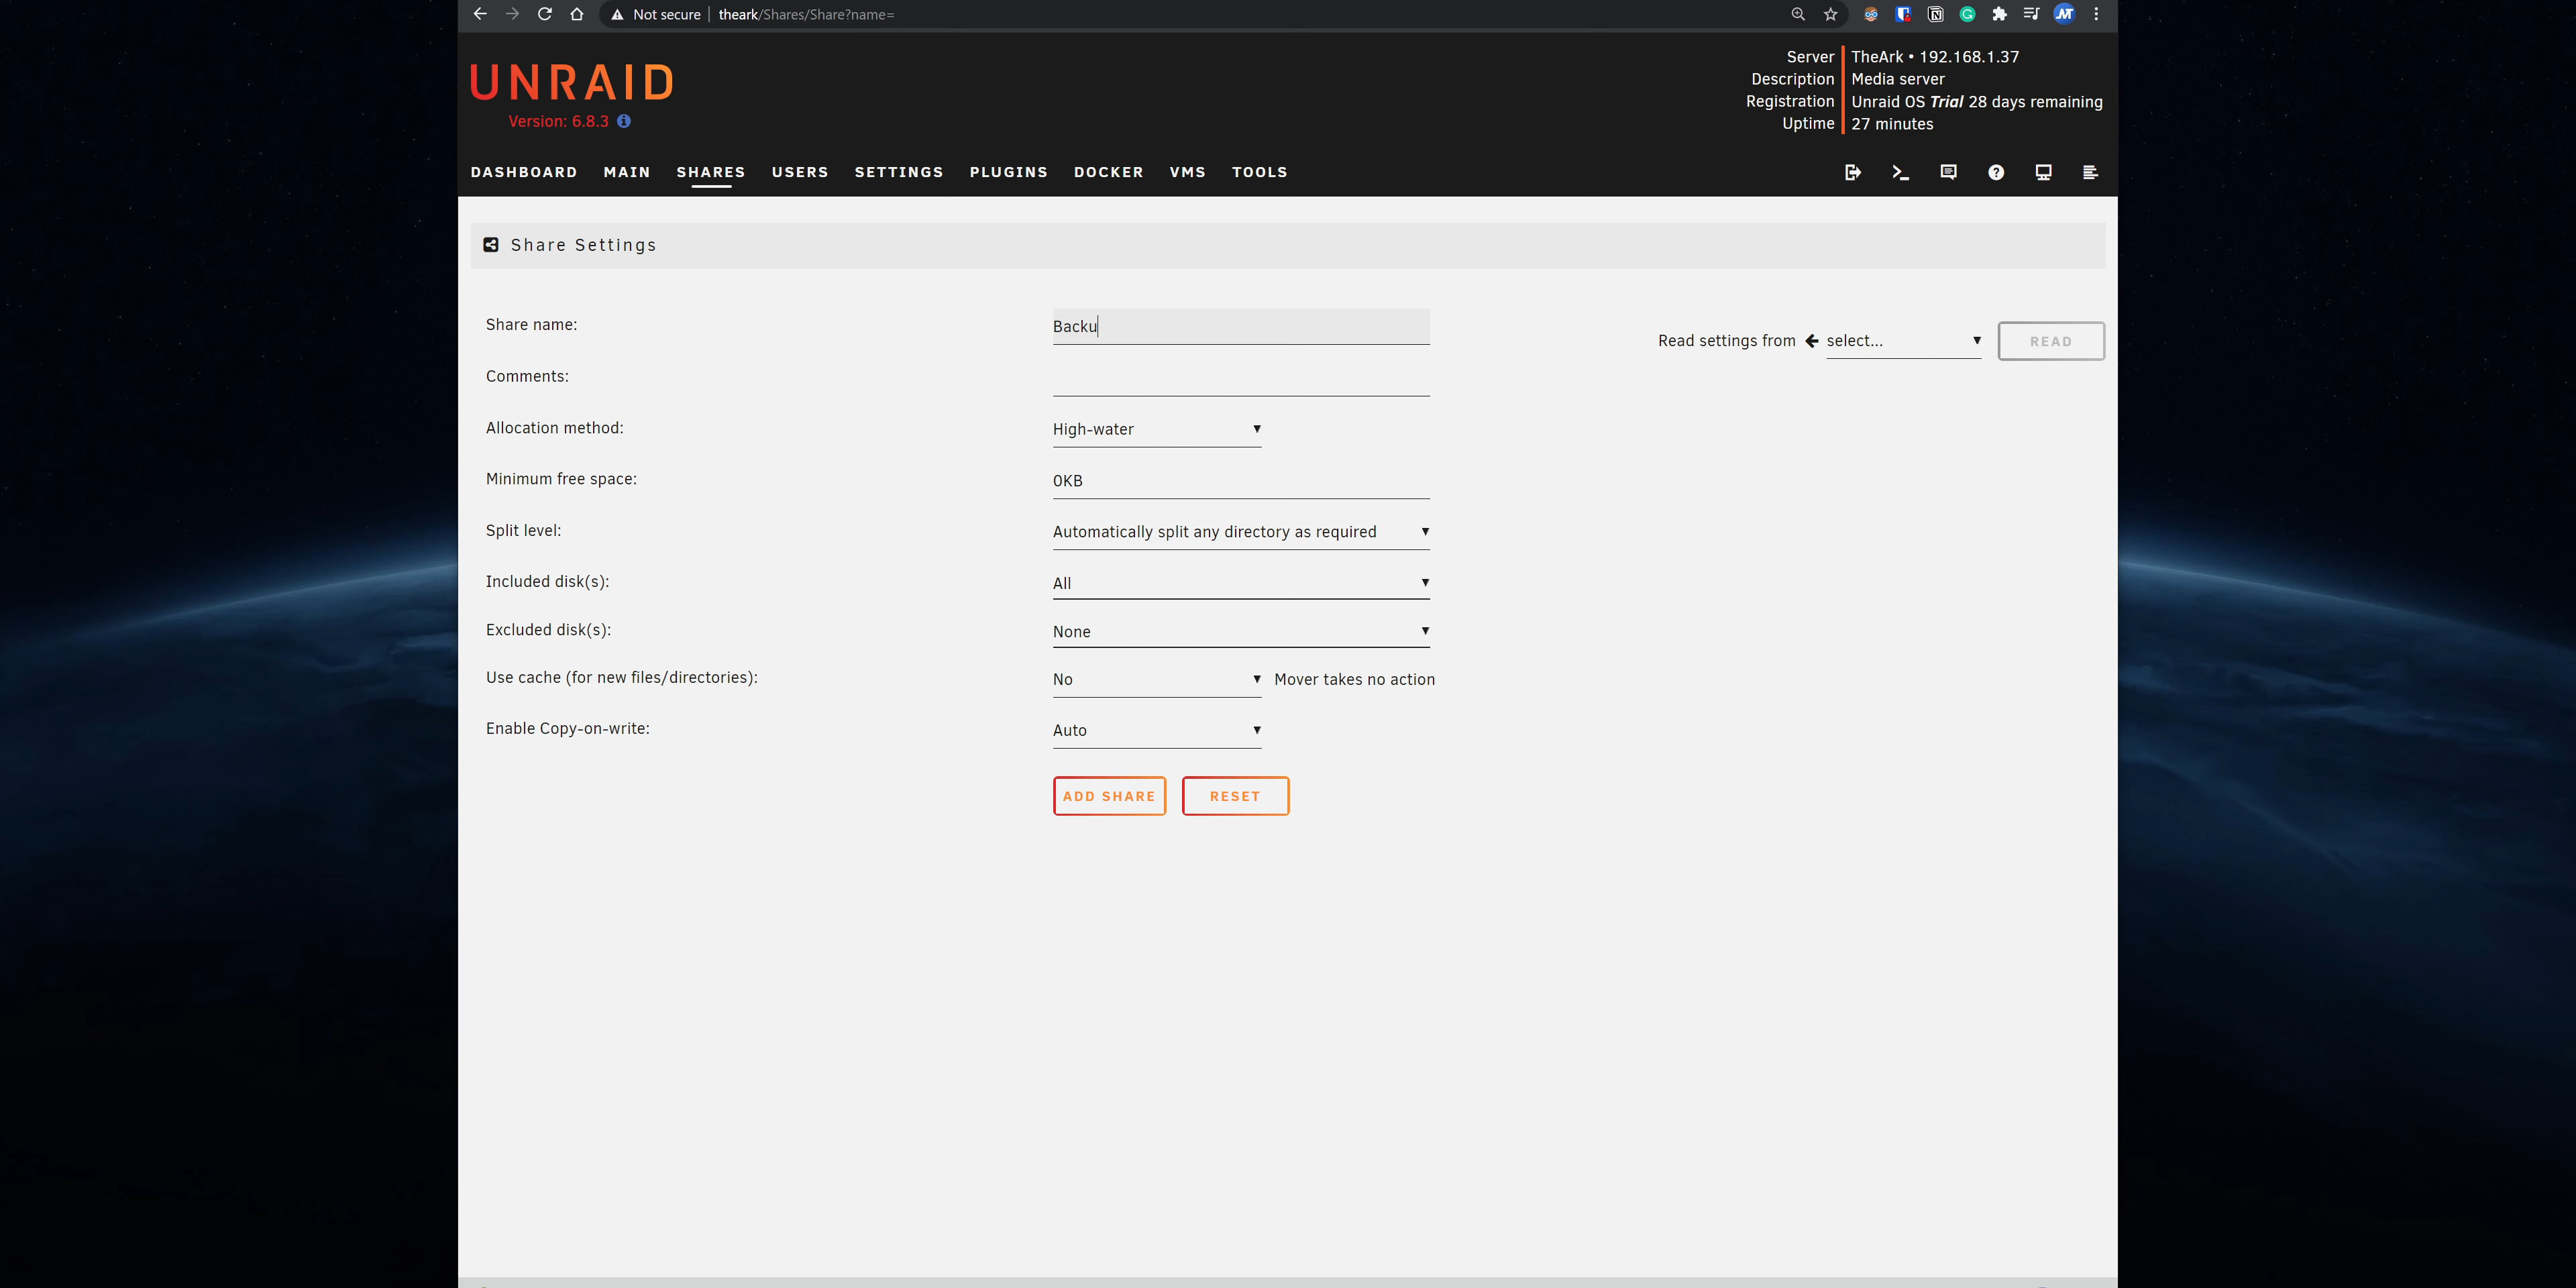 Not secure | theark/Shares/Share?name=
UNRAID
Version: 6.8.3
Server TheArk • 192.168.1.37
Description Media server
Registration Unraid OS Trial 28 days remaining
Uptime 27 minutes
DASHBOARD MAIN SHARES USERS SETTINGS PLUGINS DOCKER VMS TOOLS
Share Settings
Share name: Backu
Read settings from select... READ
Comments:
Allocation method: High-water
Minimum free space: 0KB
Split level: Automatically split any directory as required
Included disk(s): All
Excluded disk(s): None
Use cache (for new files/directories): No Mover takes no action
Enable Copy-on-write: Auto
ADD SHARE RESET